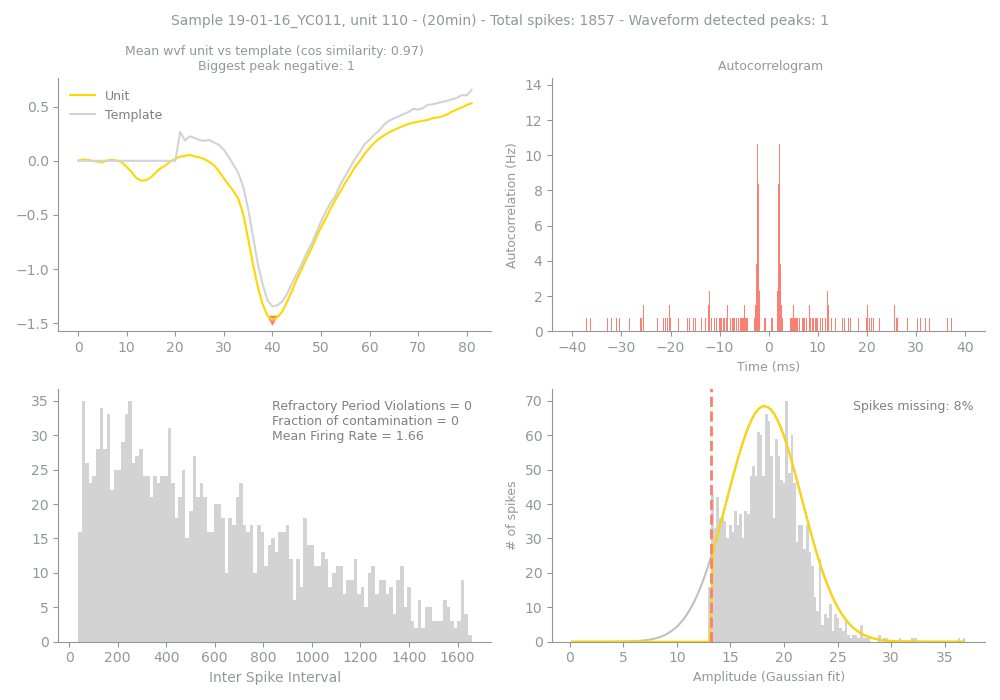 Sample 19-01-16_YC011, unit 110 - (20min) - Total spikes: 1857 - Waveform detected peaks: 1
Mean wvf unit vs template (cos similarity: 0.97)
Biggest peak negative: 1
Unit
Template
0.5
0.0
−0.5
−1.0
−1.5
0 10 20 30 40 50 60 70 80
Autocorrelogram
Autocorrelation (Hz)
14
12
10
8
6
4
2
0
−40 −30 −20 −10 0 10 20 30 40
Time (ms)
Refractory Period Violations = 0
Fraction of contamination = 0
Mean Firing Rate = 1.66
35
30
25
20
15
10
5
0
0 200 400 600 800 1000 1200 1400 1600
Inter Spike Interval
Spikes missing: 8%
# of spikes
70
60
50
40
30
20
10
0
0 5 10 15 20 25 30 35
Amplitude (Gaussian fit)